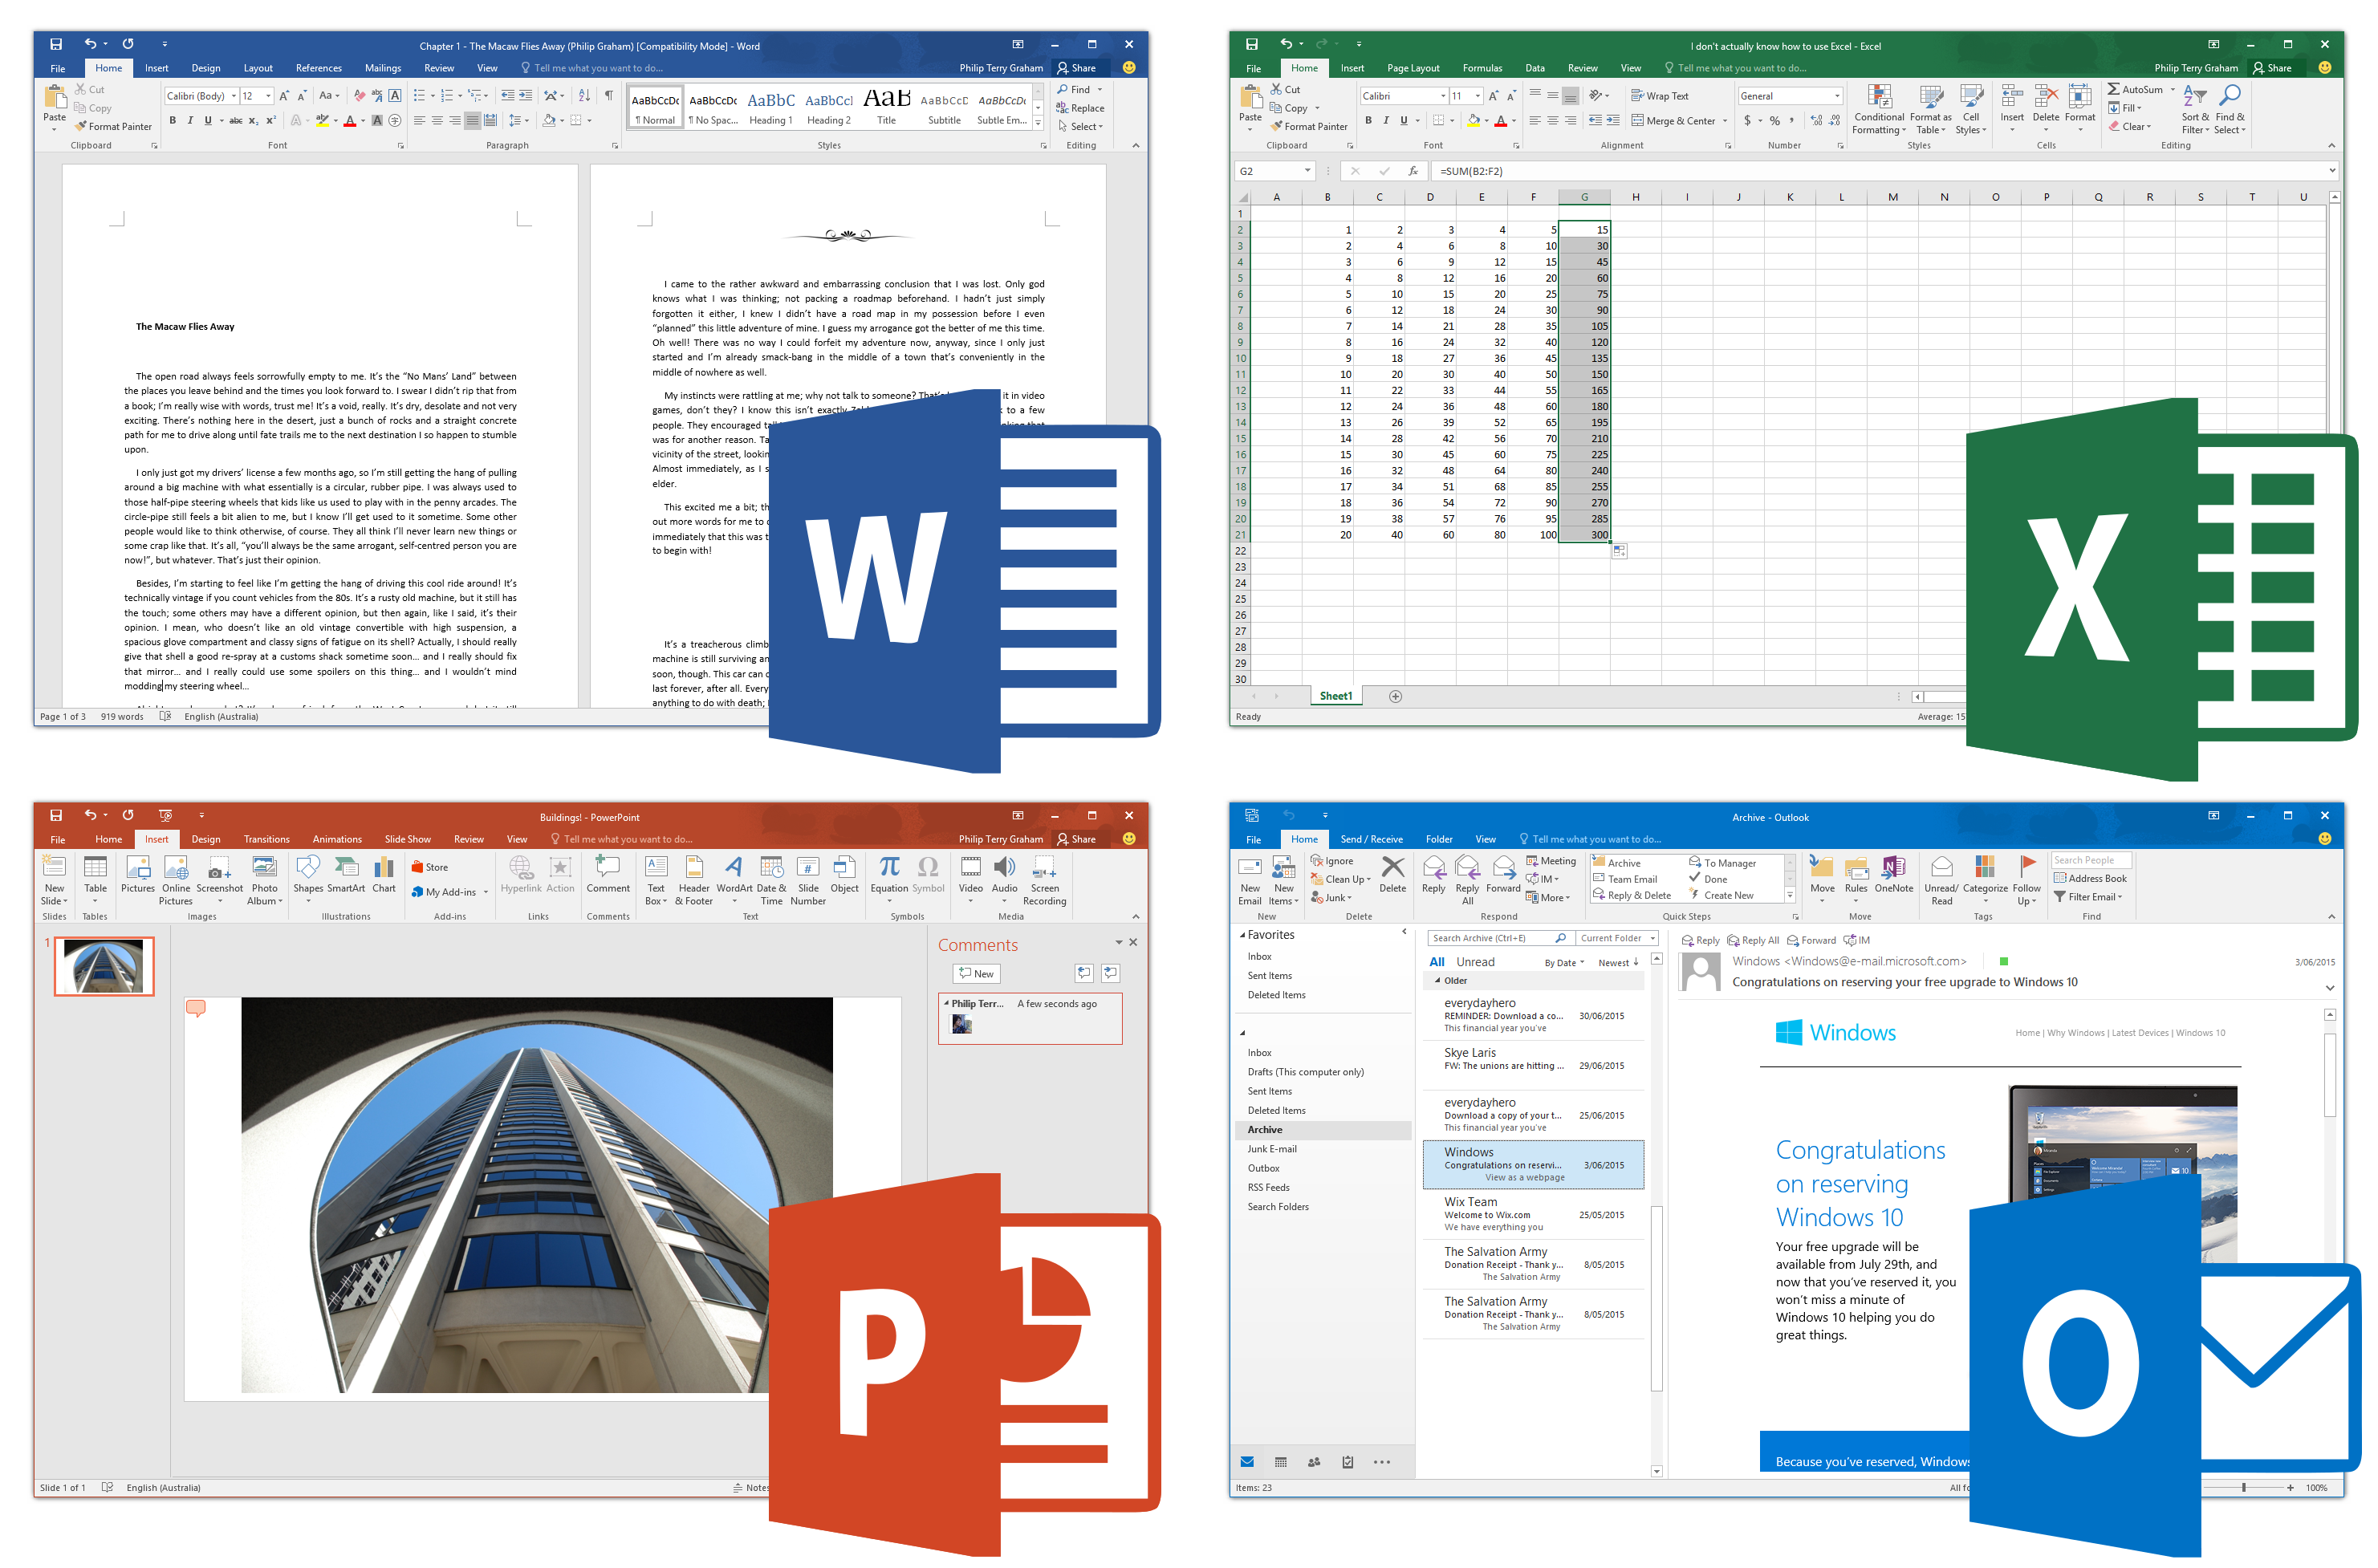 Chapter 1 - The Macaw Flies Away (Philip Graham) [Compatibility Mode] - Word
File Home Insert Design Layout References Mailings Review View Tell me what you want to do... Philip Terry Graham Share
Paste Cut Copy Format Painter
Calibri (Body) 12 Aa
AaBbCcDc AaBbCcDc AaBbC AaBbCcI AaB AaBbCcD AaBbCcDt
¶ Normal ¶ No Spac... Heading 1 Heading 2 Title Subtitle Subtle Em...
Find Replace Select
Clipboard Font Paragraph Styles Editing
The Macaw Flies Away
The open road always feels sorrowfully empty to me. It's the “No Mans' Land” between
the places you leave behind and the times you look forward to. I swear I didn't rip that from
a book; I'm really wise with words, trust me! It's a void, really. It's dry, desolate and not very
exciting. There's nothing here in the desert, just a bunch of rocks and a straight concrete
path for me to drive along until fate trails me to the next destination I so happen to stumble
upon.
I only just got my drivers' license a few months ago, so I'm still getting the hang of pulling
around a big machine with what essentially is a circular, rubber pipe. I was always used to
those half-pipe steering wheels that kids like us used to play with in the penny arcades. The
circle-pipe still feels a bit alien to me, but I know I'll get used to it sometime. Some other
people would like to think otherwise, of course. They all think I'll never learn new things or
some crap like that. It's all, “you'll always be the same arrogant, self-centred person you are
now!”, but whatever. That's just their opinion.
Besides, I'm starting to feel like I'm getting the hang of driving this cool ride around! It's
technically vintage if you count vehicles from the 80s. It's a rusty old machine, but it still has
the touch; some others may have a different opinion, but then again, like I said, it's their
opinion. I mean, who doesn't like an old vintage convertible with high suspension, a
spacious glove compartment and classy signs of fatigue on its shell? Actually, I should really
give that shell a good re-spray at a customs shack sometime soon... and I really should fix
that mirror... and I really could use some spoilers on this thing... and I wouldn't mind
modding my steering wheel...
I came to the rather awkward and embarrassing conclusion that I was lost. Only god
knows what I was thinking; not packing a roadmap beforehand. I hadn't just simply
forgotten it either, I knew I didn't have a road map in my possession before I even
“planned” this little adventure of mine. I guess my arrogance got the better of me this time.
Oh well! There was no way I could forfeit my adventure now, anyway, since I only just
started and I'm already smack-bang in the middle of a town that's conveniently in the
middle of nowhere as well.
My instincts were rattling at me; why not talk to someone? That's it in video
games, don't they? I know this isn't exactly to a few
people. They encouraged
was for another reason.
vicinity of the street,
Almost immediately, as I
elder.
This excited me a bit;
out more words for me to
immediately that this was
to begin with!
It's a treacherous climb
machine is still surviving
soon, though. This car can
last forever, after all. Every
anything to do with death;
Page 1 of 3 919 words English (Australia)
W
I don't actually know how to use Excel - Excel
File Home Insert Page Layout Formulas Data Review View Tell me what you want to do... Philip Terry Graham Share
Paste Cut Copy Format Painter
Calibri 11
Wrap Text Merge & Center
General
Conditional Formatting Format as Table Cell Styles
Insert Delete Format
AutoSum Fill Clear Sort & Filter Find & Select
Clipboard Font Alignment Number Styles Cells Editing
G2 fx =SUM(B2:F2)
A B C D E F G H I J K L M N O P Q R S T U
1
2 1 2 3 4 5 15
3 2 4 6 8 10 30
4 3 6 9 12 15 45
5 4 8 12 16 20 60
6 5 10 15 20 25 75
7 6 12 18 24 30 90
8 7 14 21 28 35 105
9 8 16 24 32 40 120
10 9 18 27 36 45 135
11 10 20 30 40 50 150
12 11 22 33 44 55 165
13 12 24 36 48 60 180
14 13 26 39 52 65 195
15 14 28 42 56 70 210
16 15 30 45 60 75 225
17 16 32 48 64 80 240
18 17 34 51 68 85 255
19 18 36 54 72 90 270
20 19 38 57 76 95 285
21 20 40 60 80 100 300
22
23
24
25
26
27
28
29
30
Sheet1
Ready Average: 15
X
Buildings! - PowerPoint
File Home Insert Design Transitions Animations Slide Show Review View Tell me what you want to do... Philip Terry Graham Share
New Slide Table Pictures Online Pictures Screenshot Photo Album Shapes SmartArt Chart Store My Add-ins Hyperlink Action Comment Text Box Header & Footer WordArt Date & Time Slide Number Object Equation Symbol Video Audio Screen Recording
Slides Tables Images Illustrations Add-ins Links Comments Text Symbols Media
1
Comments
New
Philip Terr... A few seconds ago
Slide 1 of 1 English (Australia) Notes
P
Archive - Outlook
File Home Send / Receive Folder View Tell me what you want to do...
New Email New Items Ignore Clean Up Junk Delete Reply Reply All Forward Meeting IM More
Archive Team Email Reply & Delete To Manager Done Create New
Move Rules OneNote Unread/ Read Categorize Follow Up Search People Address Book Filter Email
New Delete Respond Quick Steps Move Tags Find
Favorites
Inbox
Sent Items
Deleted Items
Inbox
Drafts (This computer only)
Sent Items
Deleted Items
Archive
Junk E-mail
Outbox
RSS Feeds
Search Folders
Search Archive (Ctrl+E) Current Folder
All Unread By Date Newest
Older
everydayhero
REMINDER: Download a co... 30/06/2015
This financial year you've
Skye Laris
FW: The unions are hitting ... 29/06/2015
everydayhero
Download a copy of your t... 25/06/2015
This financial year you've
Windows
Congratulations on reservi... 3/06/2015
View as a webpage
Wix Team
Welcome to Wix.com 25/05/2015
We have everything you
The Salvation Army
Donation Receipt - Thank y... 8/05/2015
The Salvation Army
The Salvation Army
Donation Receipt - Thank y... 8/05/2015
The Salvation Army
Reply Reply All Forward IM
Windows <Windows@e-mail.microsoft.com> 3/06/2015
Congratulations on reserving your free upgrade to Windows 10
Windows
Home | Why Windows | Latest Devices | Windows 10
Congratulations
on reserving
Windows 10
Your free upgrade will be
available from July 29th, and
now that you've reserved it, you
won't miss a minute of
Windows 10 helping you do
great things.
Because you've reserved, Windows
Items: 23 100%
O